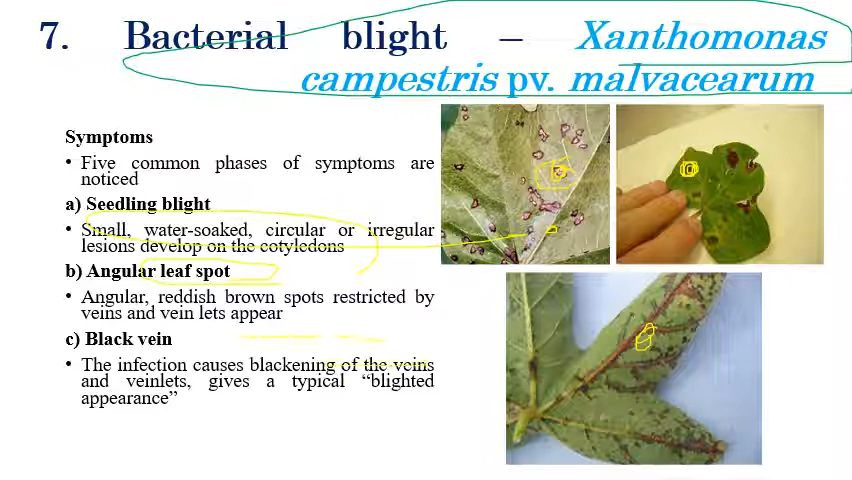 7. Bacterial blight – Xanthomonas
campestris pv. malvacearum
Symptoms
• Five common phases of symptoms are
noticed
a) Seedling blight
• Small, water-soaked, circular or irregular
lesions develop on the cotyledons
b) Angular leaf spot
• Angular, reddish brown spots restricted by
veins and vein lets appear
c) Black vein
• The infection causes blackening of the veins
and veinlets, gives a typical “blighted
appearance”